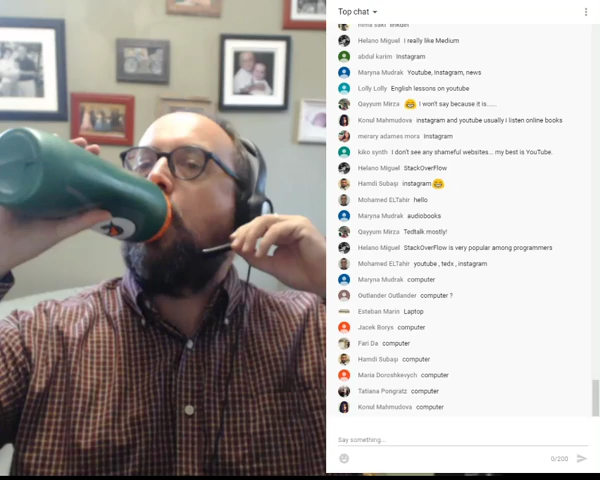 Top chat
Helano Miguel I really like Medium
abdul karim Instagram
Maryna Mudrak Youtube, Instagram, news
Lolly Lolly English lessons on youtube
Qayyum Mirza 😂 I won't say because it is......
Konul Mahmudova instagram and youtube usually I listen online books
merary adames mora Instagram
kiko synth I don't see any shameful websites... my best is YouTube.
Helano Miguel StackOverFlow
Hamdi Subaşı instagram😂
Mohamed ELTahir hello
Maryna Mudrak audiobooks
Qayyum Mirza Tedtalk mostly!
Helano Miguel StackOverFlow is very popular among programmers
Mohamed ELTahir youtube , tedx , instagram
Maryna Mudrak computer
Outlander Outlander computer ?
Esteban Marin Laptop
Jacek Borys computer
Fari Da computer
Hamdi Subaşı computer
Maria Doroshkevych computer
Tatiana Pongratz computer
Konul Mahmudova computer
Say something...
0/200